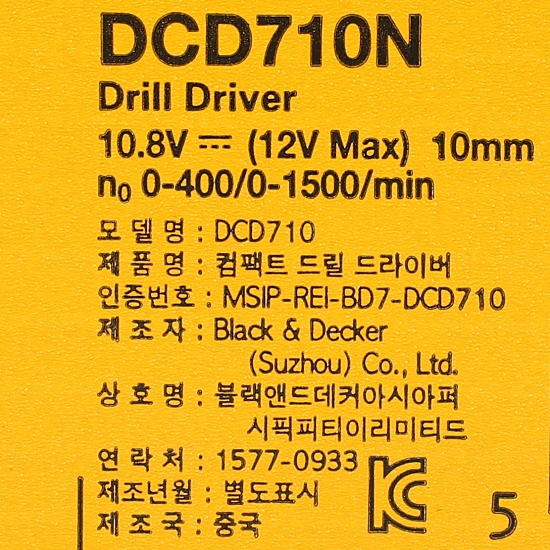 DCD710N
Drill Driver
10.8V ⎓ (12V Max) 10mm
n₀ 0-400/0-1500/min
모 델 명 : DCD710
제 품 명 : 컴팩트 드릴 드라이버
인증번호 : MSIP-REI-BD7-DCD710
제 조 자 : Black & Decker
(Suzhou) Co., Ltd.
상 호 명 : 블랙앤드데커아시아퍼
시픽피티이리미티드
연 락 처 : 1577-0933
제조년월 : 별도표시
제 조 국 : 중국
KC
5